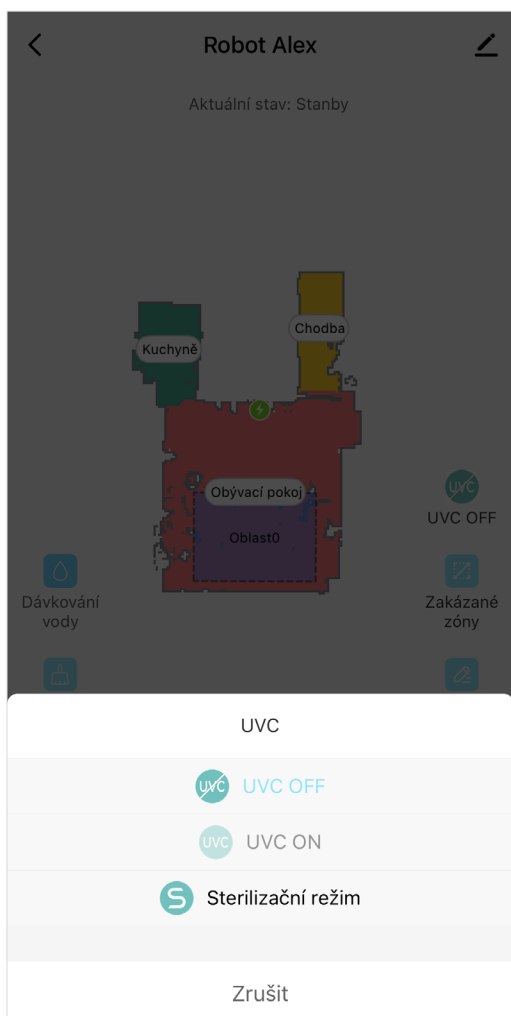 Robot Alex
Aktuální stav: Stanby
Chodba
Kuchyně
Obývací pokoj
UVC
Oblast0
UVC OFF
Dávkování
vody
Zakázané
zóny
UVC
UVC UVC OFF
UVC UVC ON
S Sterilizační režim
Zrušit